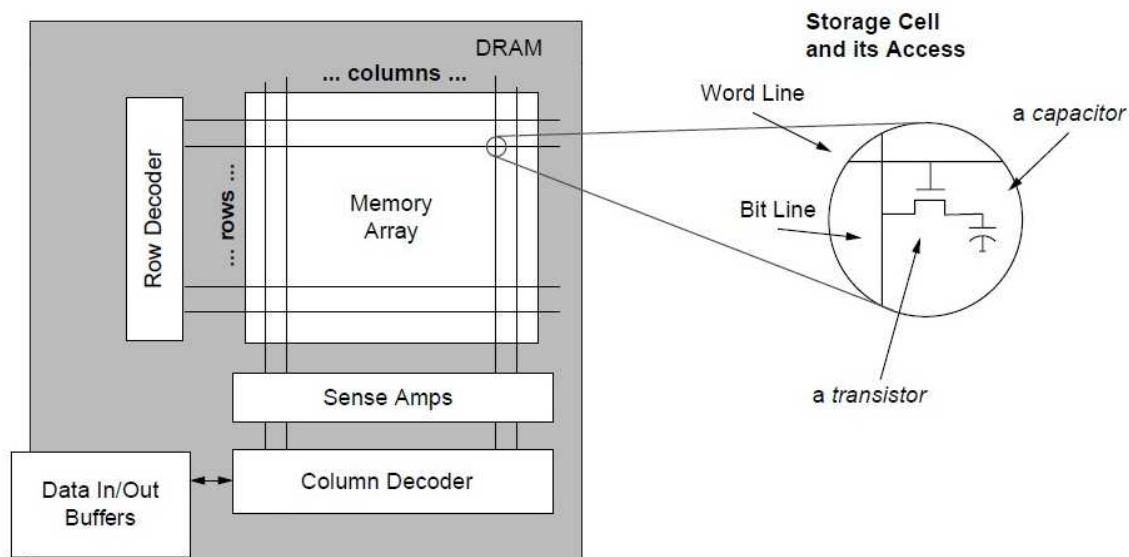 DRAM
... columns ...
Row Decoder
... rows ...
Memory
Array
Sense Amps
Column Decoder
Data In/Out
Buffers
Storage Cell
and its Access
Word Line
a capacitor
Bit Line
a transistor